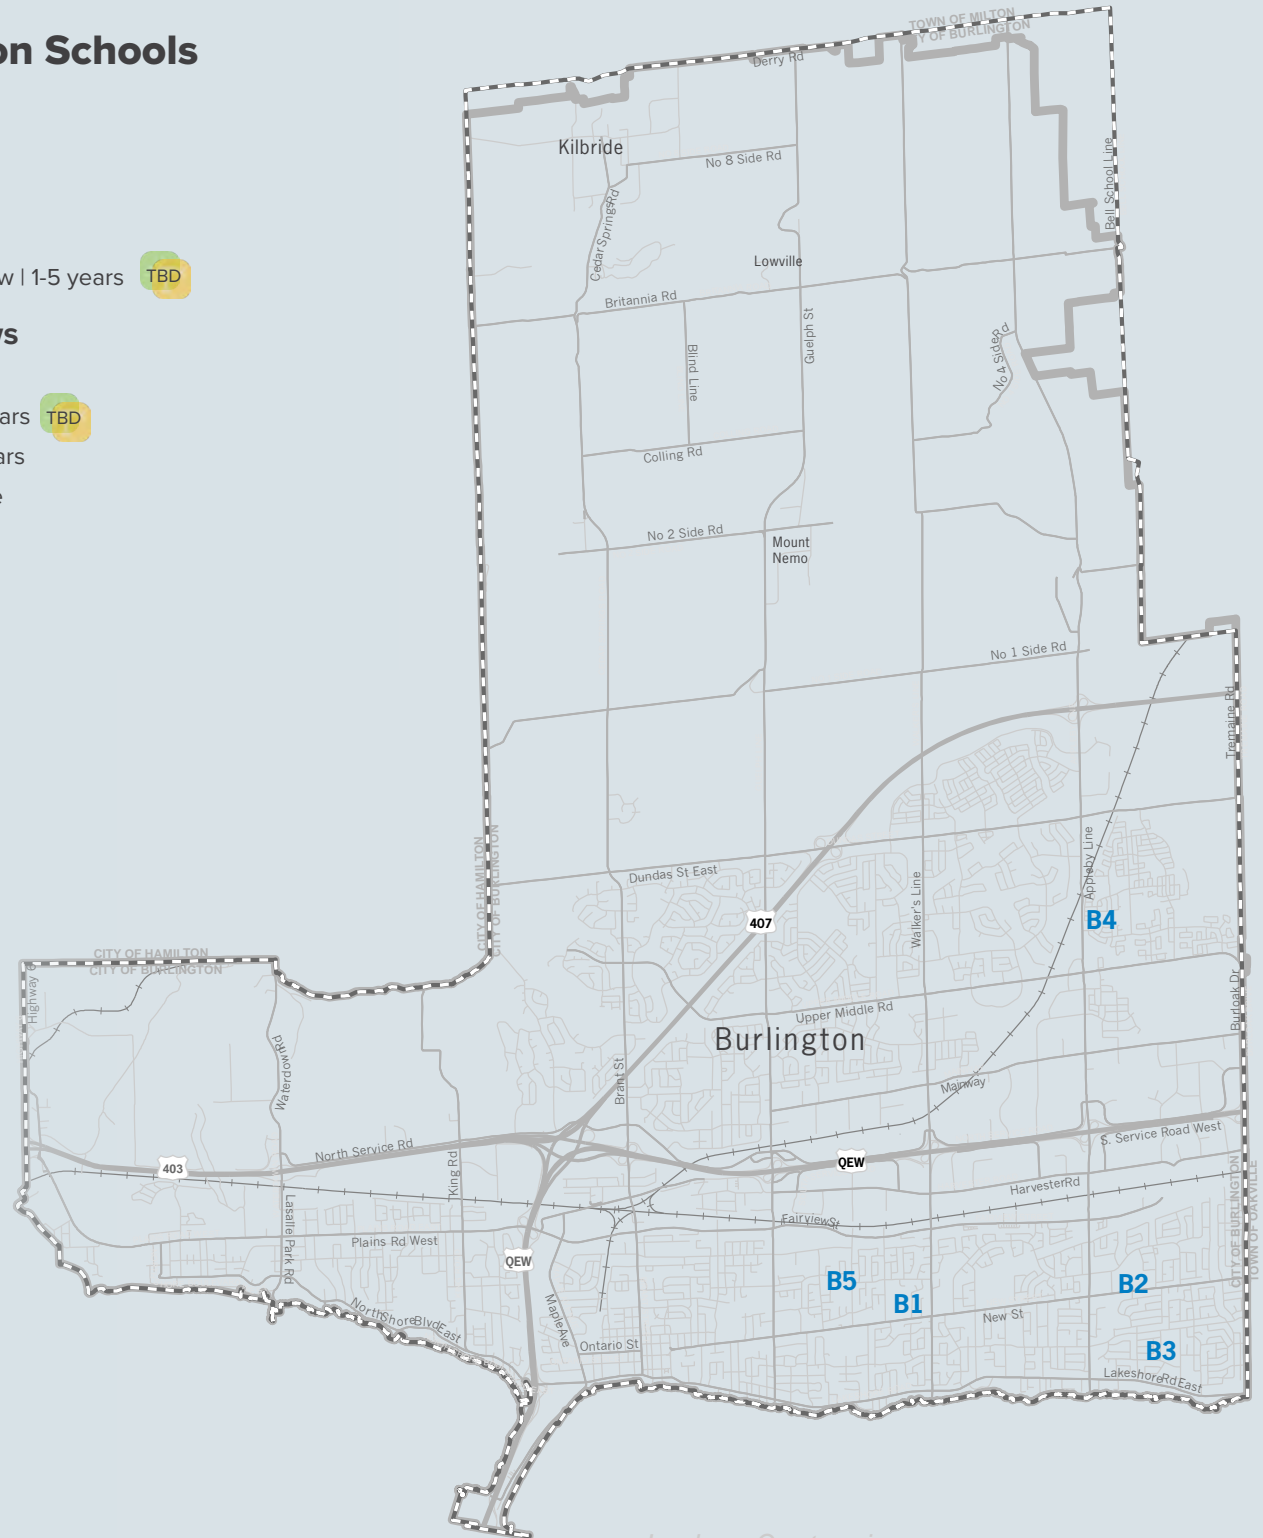 on Schools
TOWN OF MILTON
Y OF BURLINGTON
Derry Rd
Kilbride
No 8 Side Rd
Bell School Line
Cedar Springs Rd
w | 1-5 years
TBD
Lowville
Britannia Rd
Guelph St
ws
Blind Line
No 4 Side Rd
ars
TBD
ars
Colling Rd
e
No 2 Side Rd
Mount
Nemo
No 1 Side Rd
Tremaine Rd
CITY OF HAMILTON
CITY OF BURLINGTON
Dundas St East
Appleby Line
407
Walker's Line
B4
CITY OF HAMILTON
CITY OF BURLINGTON
Highway 6
Burloak Dr
Upper Middle Rd
Burlington
Waterdown Rd
Brant St
Mainway
S. Service Road West
North Service Rd
403
King Rd
QEW
Harvester Rd
CITY OF BURLINGTON
TOWN OF OAKVILLE
Lasalle Park Rd
Fairview St
Plains Rd West
QEW
B5
B1
B2
New St
North Shore Blvd East
Maple Ave
Ontario St
B3
Lakeshore Rd East